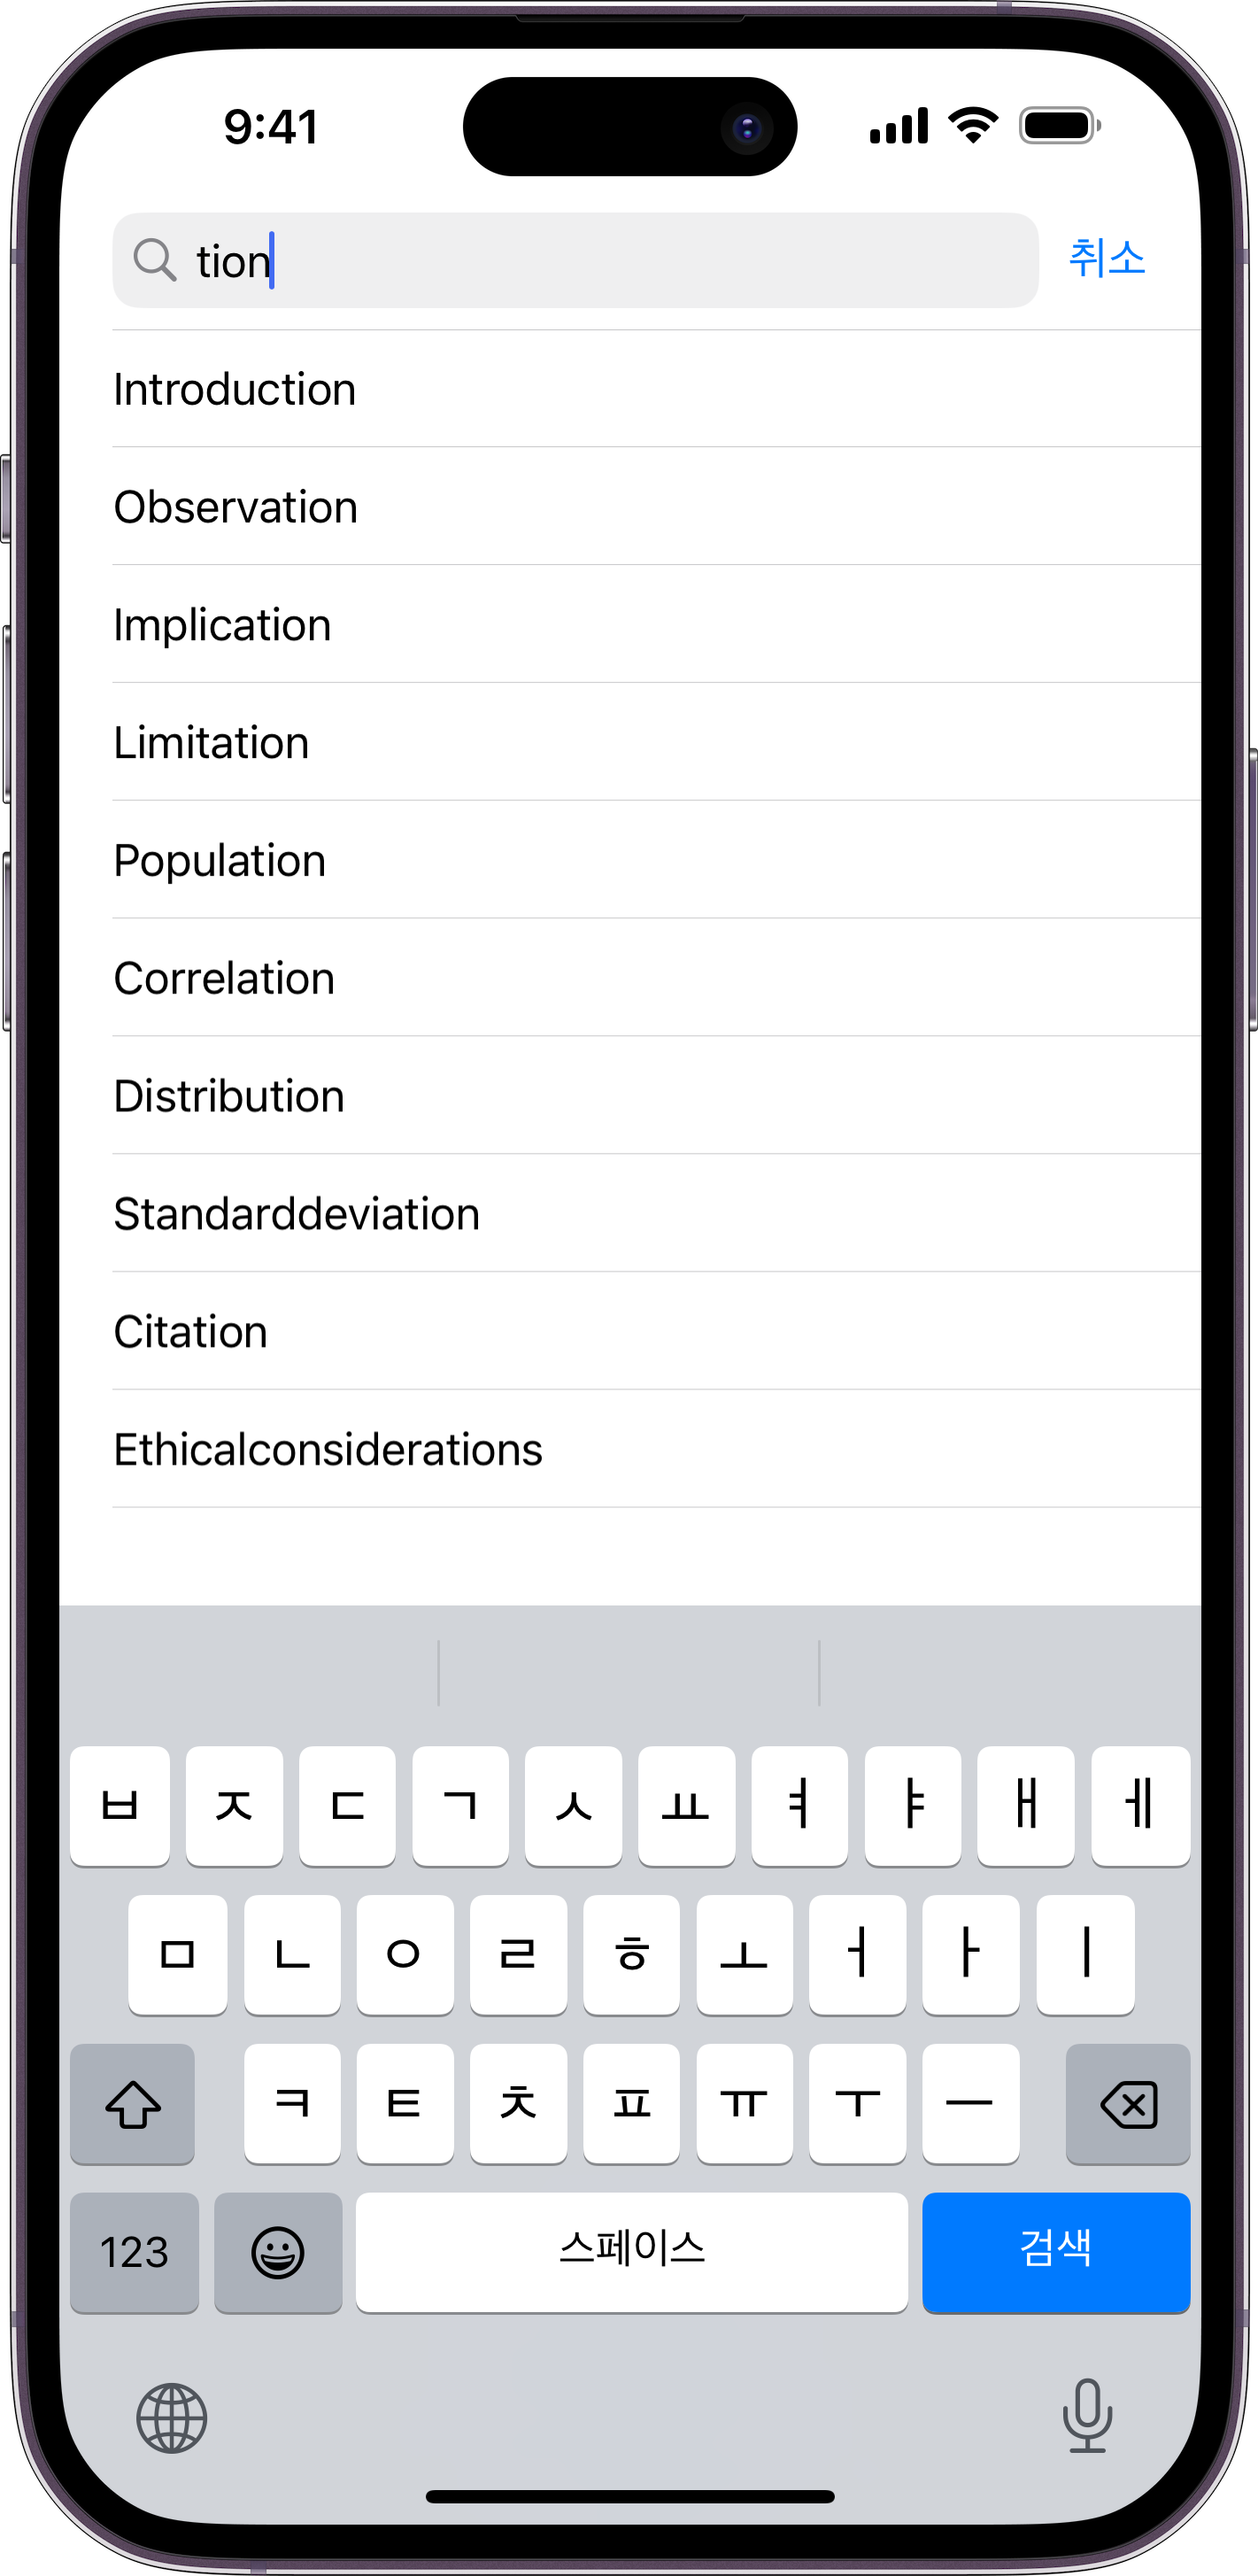 9:41
tion
취소
Introduction
Observation
Implication
Limitation
Population
Correlation
Distribution
Standarddeviation
Citation
Ethicalconsiderations
ㅂ ㅈ ㄷ ㄱ ㅅ ㅛ ㅕ ㅑ ㅐ ㅔ
ㅁ ㄴ ㅇ ㄹ ㅎ ㅗ ㅓ ㅏ ㅣ
ㅋ ㅌ ㅊ ㅍ ㅠ ㅜ ㅡ
123 스페이스 검색